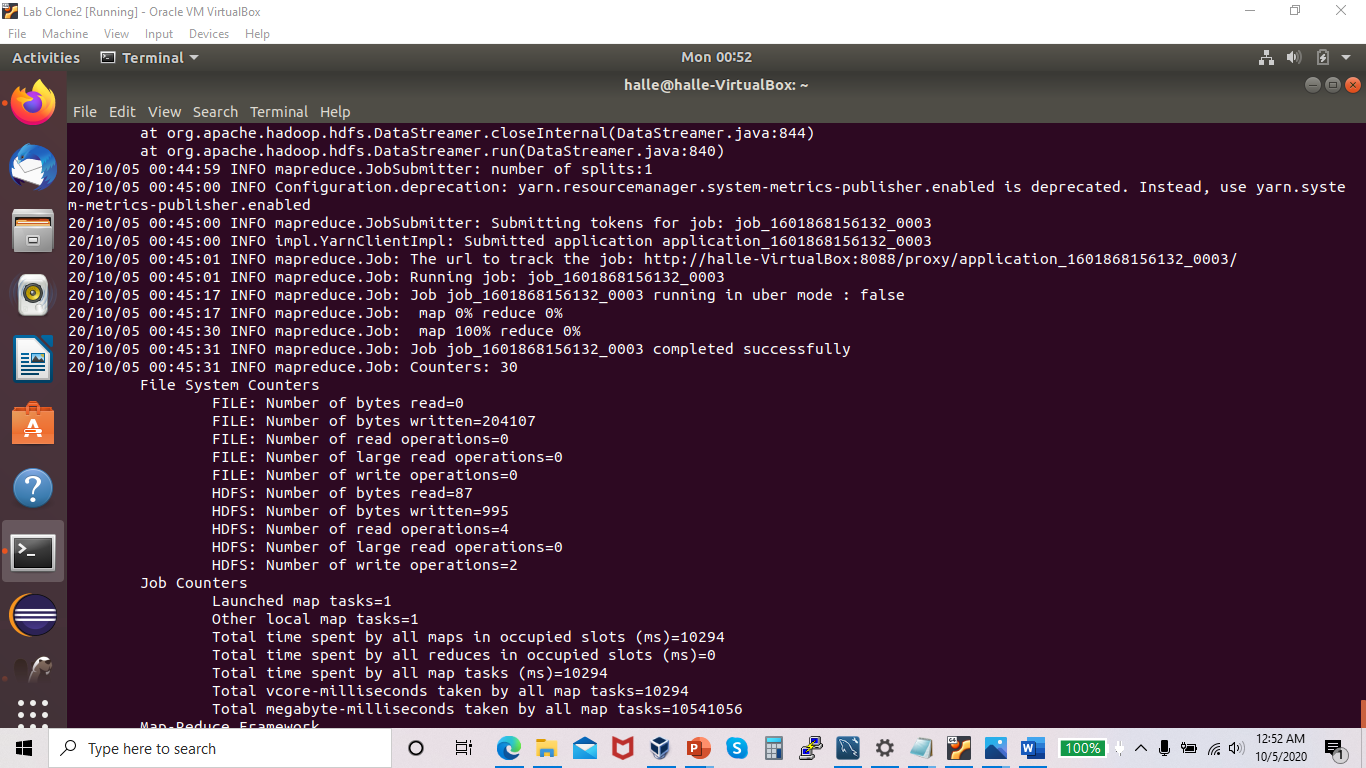 Lab Clone2 [Running] - Oracle VM VirtualBox
File Machine View Input Devices Help
Activities Terminal Mon 00:52
halle@halle-VirtualBox: ~
File Edit View Search Terminal Help
at org.apache.hadoop.hdfs.DataStreamer.closeInternal(DataStreamer.java:844)
at org.apache.hadoop.hdfs.DataStreamer.run(DataStreamer.java:840)
20/10/05 00:44:59 INFO mapreduce.JobSubmitter: number of splits:1
20/10/05 00:45:00 INFO Configuration.deprecation: yarn.resourcemanager.system-metrics-publisher.enabled is deprecated. Instead, use yarn.syste
m-metrics-publisher.enabled
20/10/05 00:45:00 INFO mapreduce.JobSubmitter: Submitting tokens for job: job_1601868156132_0003
20/10/05 00:45:00 INFO impl.YarnClientImpl: Submitted application application_1601868156132_0003
20/10/05 00:45:01 INFO mapreduce.Job: The url to track the job: http://halle-VirtualBox:8088/proxy/application_1601868156132_0003/
20/10/05 00:45:01 INFO mapreduce.Job: Running job: job_1601868156132_0003
20/10/05 00:45:17 INFO mapreduce.Job: Job job_1601868156132_0003 running in uber mode : false
20/10/05 00:45:17 INFO mapreduce.Job:  map 0% reduce 0%
20/10/05 00:45:30 INFO mapreduce.Job:  map 100% reduce 0%
20/10/05 00:45:31 INFO mapreduce.Job: Job job_1601868156132_0003 completed successfully
20/10/05 00:45:31 INFO mapreduce.Job: Counters: 30
File System Counters
FILE: Number of bytes read=0
FILE: Number of bytes written=204107
FILE: Number of read operations=0
FILE: Number of large read operations=0
FILE: Number of write operations=0
HDFS: Number of bytes read=87
HDFS: Number of bytes written=995
HDFS: Number of read operations=4
HDFS: Number of large read operations=0
HDFS: Number of write operations=2
Job Counters
Launched map tasks=1
Other local map tasks=1
Total time spent by all maps in occupied slots (ms)=10294
Total time spent by all reduces in occupied slots (ms)=0
Total time spent by all map tasks (ms)=10294
Total vcore-milliseconds taken by all map tasks=10294
Total megabyte-milliseconds taken by all map tasks=10541056
Map-Reduce Framework
Type here to search
100%
12:52 AM
10/5/2020
1